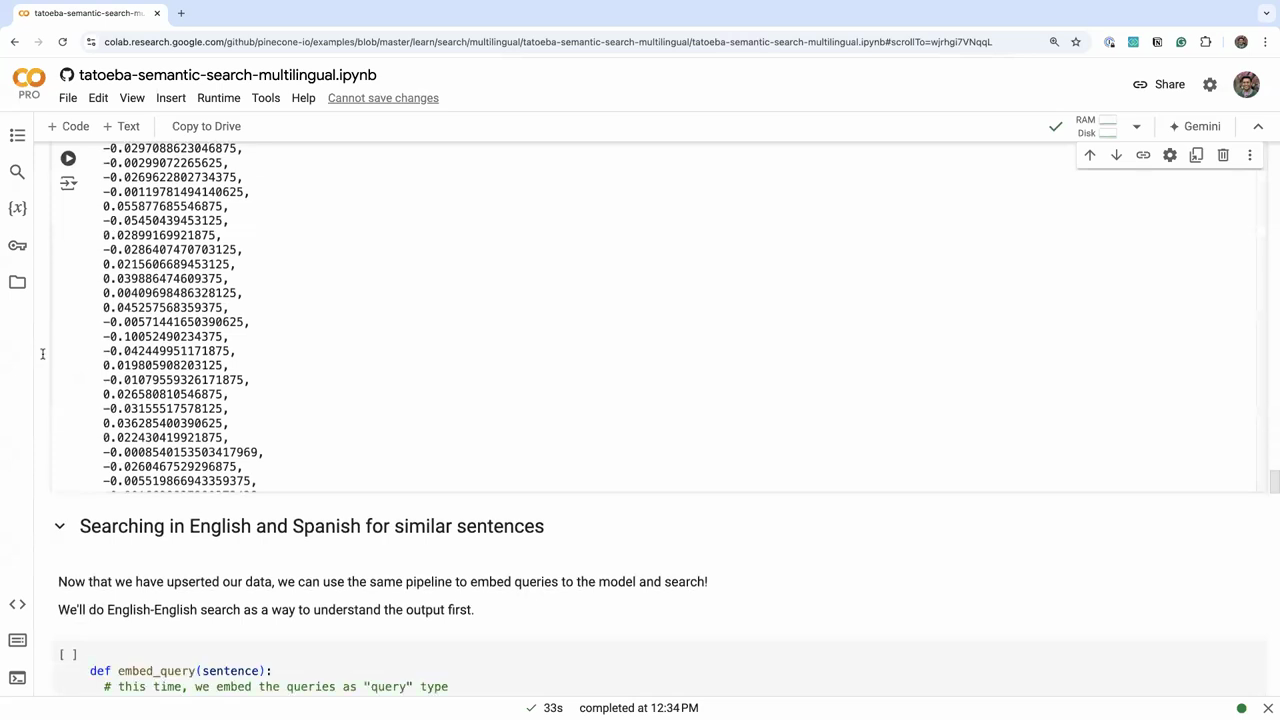 tatoeba-semantic-search-mu
colab.research.google.com/github/pinecone-io/examples/blob/master/learn/search/multilingual/tatoeba-semantic-search-multilingual/tatoeba-semantic-search-multilingual.ipynb#scrollTo=wjrhgi7VNqqL
PRO
tatoeba-semantic-search-multilingual.ipynb
File Edit View Insert Runtime Tools Help Cannot save changes
Share
+ Code + Text Copy to Drive
RAM
Disk
Gemini
-0.0297088623046875,
-0.00299072265625,
-0.0269622802734375,
-0.00119781494140625,
0.055877685546875,
-0.05450439453125,
0.02899169921875,
-0.0286407470703125,
0.0215606689453125,
0.039886474609375,
0.00409698486328125,
0.045257568359375,
-0.00571441650390625,
-0.10052490234375,
-0.042449951171875,
0.019805908203125,
-0.01079559326171875,
0.026580810546875,
-0.03155517578125,
0.036285400390625,
0.022430419921875,
-0.0008540153503417969,
-0.0260467529296875,
-0.005519866943359375,
Searching in English and Spanish for similar sentences
Now that we have upserted our data, we can use the same pipeline to embed queries to the model and search!
We'll do English-English search as a way to understand the output first.
[ ]
def embed_query(sentence):
# this time, we embed the queries as "query" type
33s completed at 12:34 PM